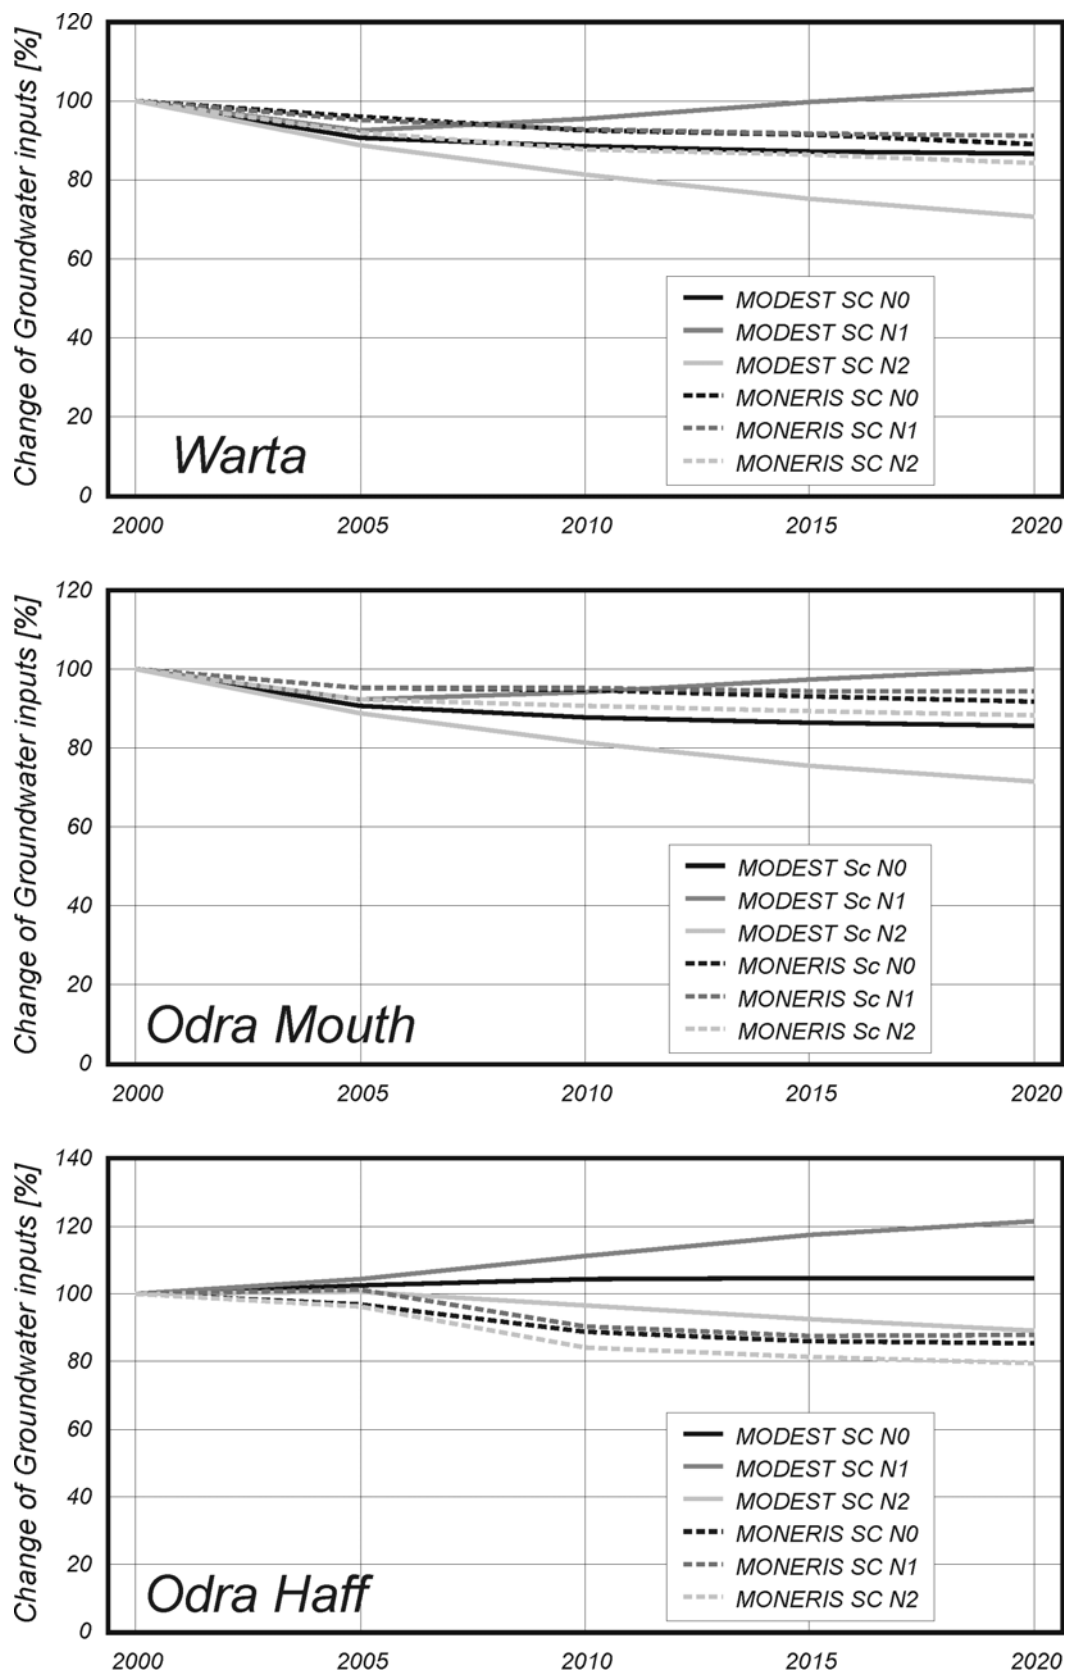 Change of Groundwater inputs [%]
120
100
80
60
40
20
0
MODEST SC N0
MODEST SC N1
MODEST SC N2
MONERIS SC N0
MONERIS SC N1
MONERIS SC N2
Warta
2000 2005 2010 2015 2020
Change of Groundwater inputs [%]
120
100
80
60
40
20
0
MODEST Sc N0
MODEST Sc N1
MODEST Sc N2
MONERIS Sc N0
MONERIS Sc N1
MONERIS Sc N2
Odra Mouth
2000 2005 2010 2015 2020
Change of Groundwater inputs [%]
140
120
100
80
60
40
20
0
MODEST SC N0
MODEST SC N1
MODEST SC N2
MONERIS SC N0
MONERIS SC N1
MONERIS SC N2
Odra Haff
2000 2005 2010 2015 2020